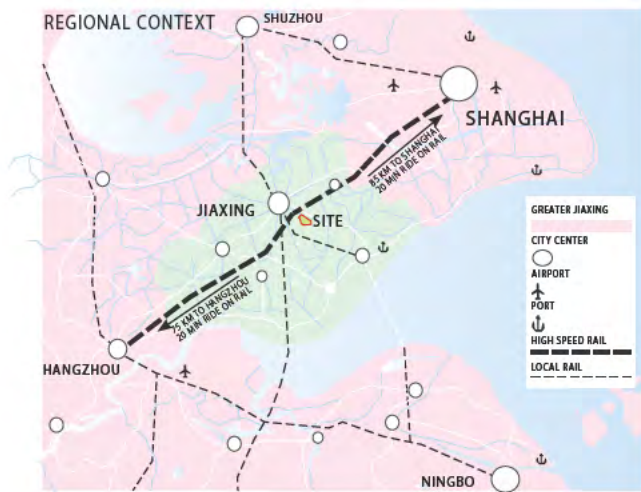 REGIONAL CONTEXT
SHUZHOU
SHANGHAI
85 KM TO SHANGHAI
20 MIN RIDE ON RAIL
JIAXING
SITE
75 KM TO HANGZHOU
20 MIN RIDE ON RAIL
HANGZHOU
NINGBO
GREATER JIAXING
CITY CENTER
AIRPORT
PORT
HIGH SPEED RAIL
LOCAL RAIL